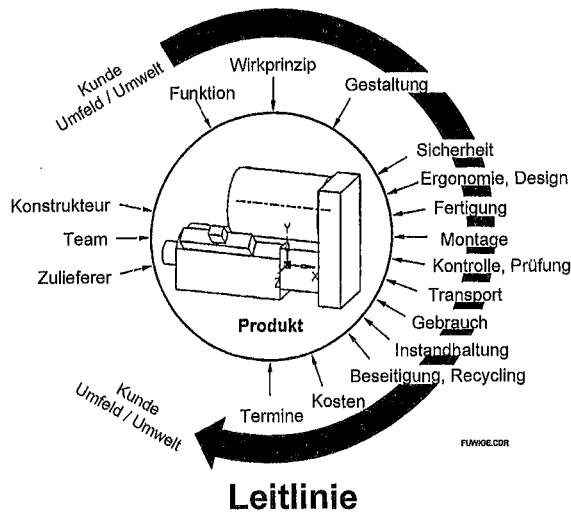 Kunde
Umfeld / Umwelt
Wirkprinzip
Funktion
Gestaltung
Sicherheit
Ergonomie, Design
Fertigung
Montage
Kontrolle, Prüfung
Transport
Gebrauch
Instandhaltung
Beseitigung, Recycling
Kosten
Termine
Konstrukteur
Team
Zulieferer
Y
X
Z
Produkt
Kunde
Umfeld / Umwelt
FUWIGE.CDR
Leitlinie